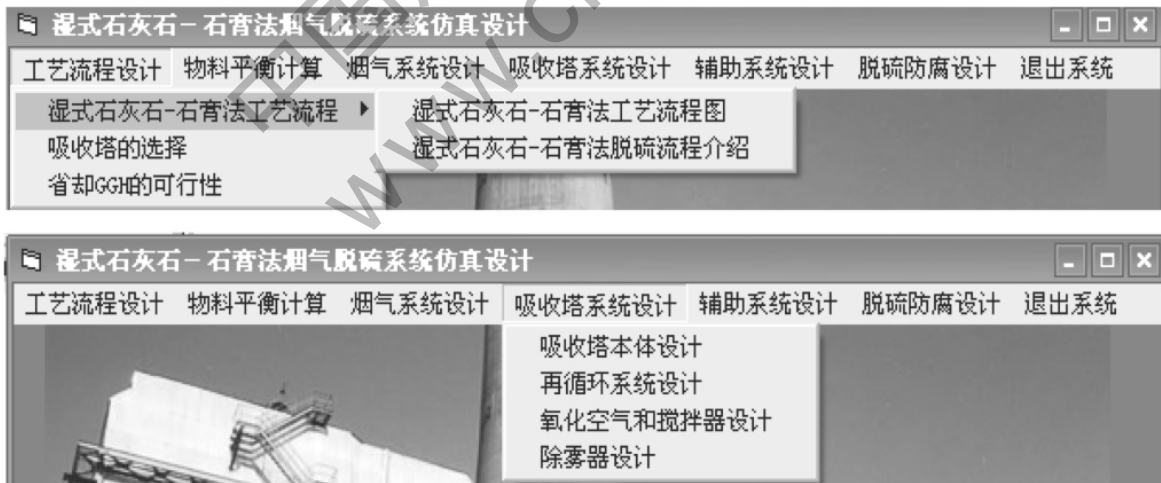 湿式石灰石－石膏法烟气脱硫系统仿真设计
工艺流程设计 物料平衡计算 烟气系统设计 吸收塔系统设计 辅助系统设计 脱硫防腐设计 退出系统
湿式石灰石-石膏法工艺流程 湿式石灰石-石膏法工艺流程图
吸收塔的选择 湿式石灰石-石膏法脱硫流程介绍
省却GGH的可行性
湿式石灰石－石膏法烟气脱硫系统仿真设计
工艺流程设计 物料平衡计算 烟气系统设计 吸收塔系统设计 辅助系统设计 脱硫防腐设计 退出系统
吸收塔本体设计
再循环系统设计
氧化空气和搅拌器设计
除雾器设计